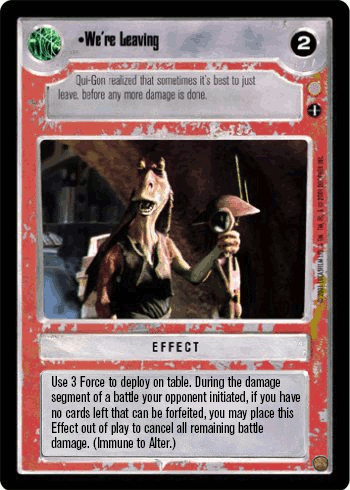 •We're Leaving
2
Qui-Gon realized that sometimes it's best to just
leave, before any more damage is done.
EFFECT
Use 3 Force to deploy on table. During the damage
segment of a battle your opponent initiated, if you have
no cards left that can be forfeited, you may place this
Effect out of play to cancel all remaining battle
damage. (Immune to Alter.)